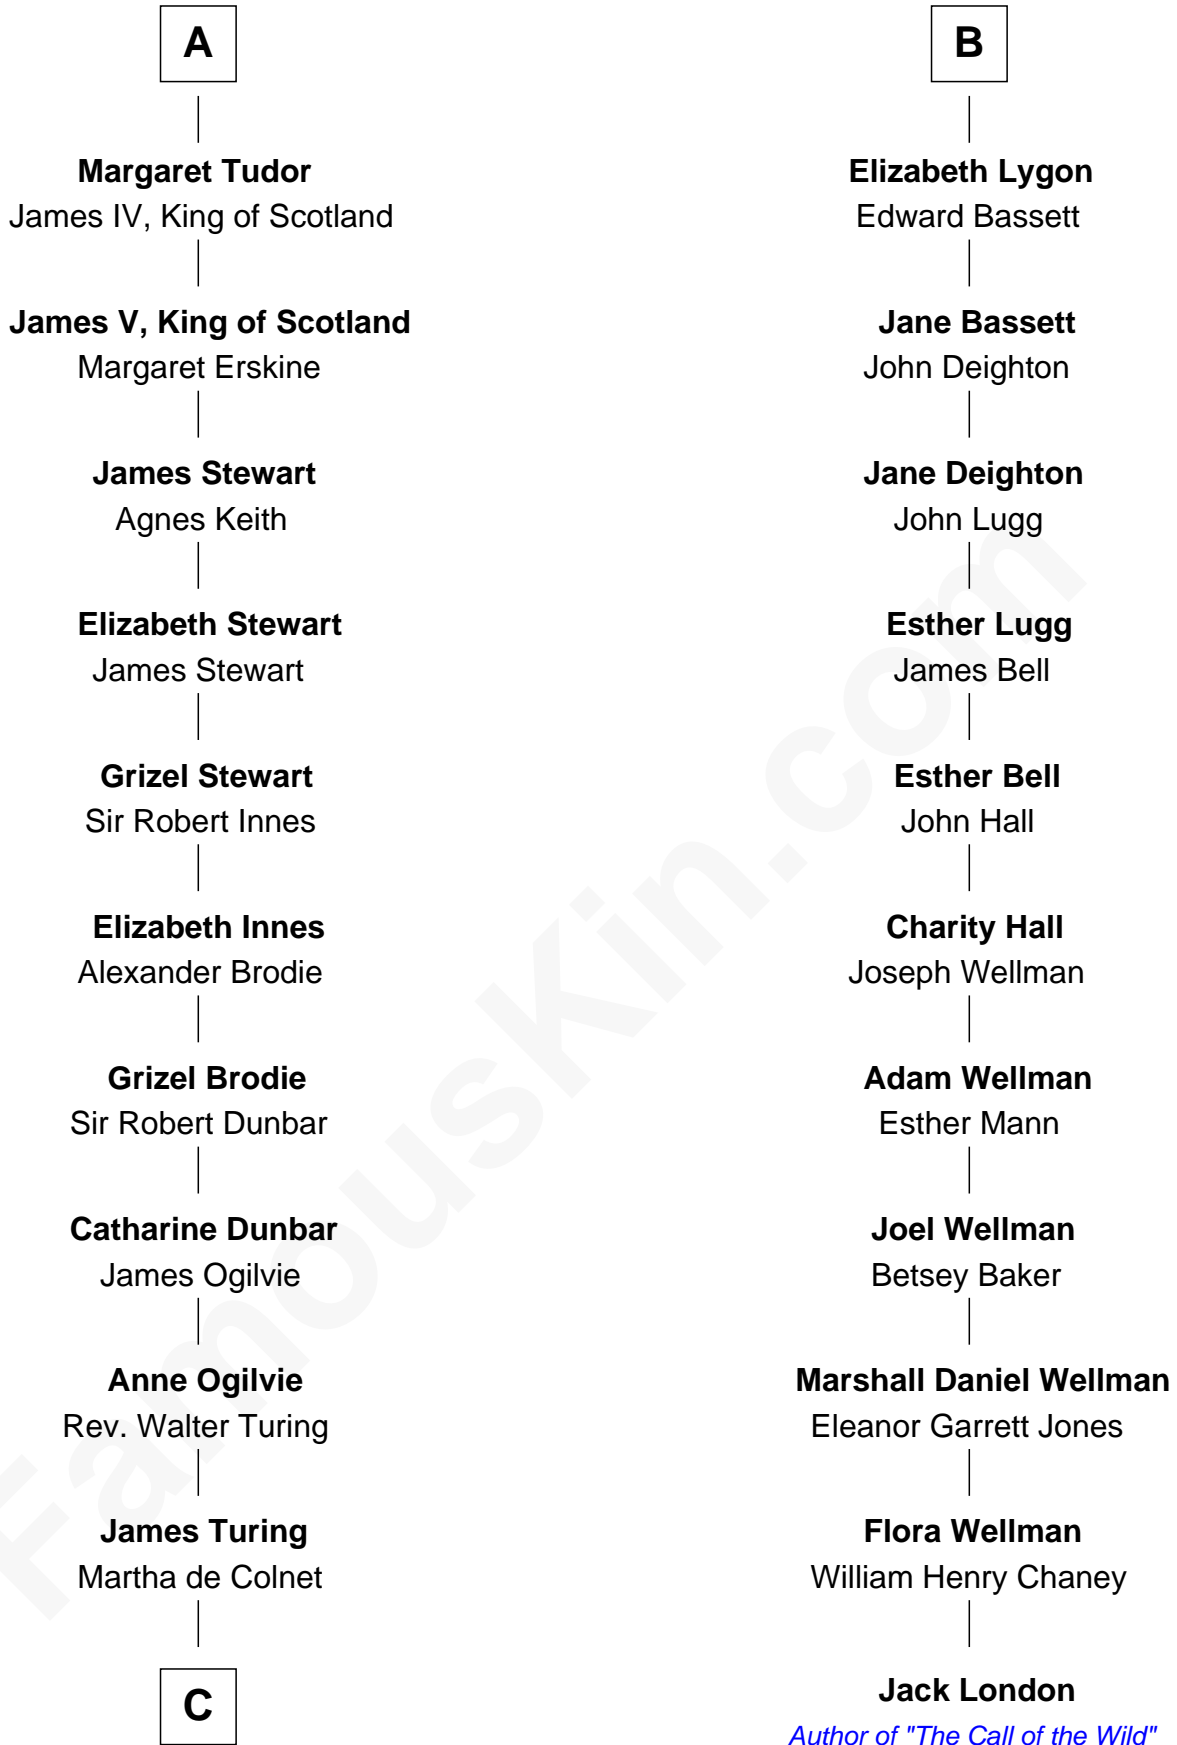 A
Margaret Tudor
James IV, King of Scotland
James V, King of Scotland
Margaret Erskine
James Stewart
Agnes Keith
Elizabeth Stewart
James Stewart
Grizel Stewart
Sir Robert Innes
Elizabeth Innes
Alexander Brodie
Grizel Brodie
Sir Robert Dunbar
Catharine Dunbar
James Ogilvie
Anne Ogilvie
Rev. Walter Turing
James Turing
Martha de Colnet
C
B
Elizabeth Lygon
Edward Bassett
Jane Bassett
John Deighton
Jane Deighton
John Lugg
Esther Lugg
James Bell
Esther Bell
John Hall
Charity Hall
Joseph Wellman
Adam Wellman
Esther Mann
Joel Wellman
Betsey Baker
Marshall Daniel Wellman
Eleanor Garrett Jones
Flora Wellman
William Henry Chaney
Jack London
Author of "The Call of the Wild"
FamousKin.com